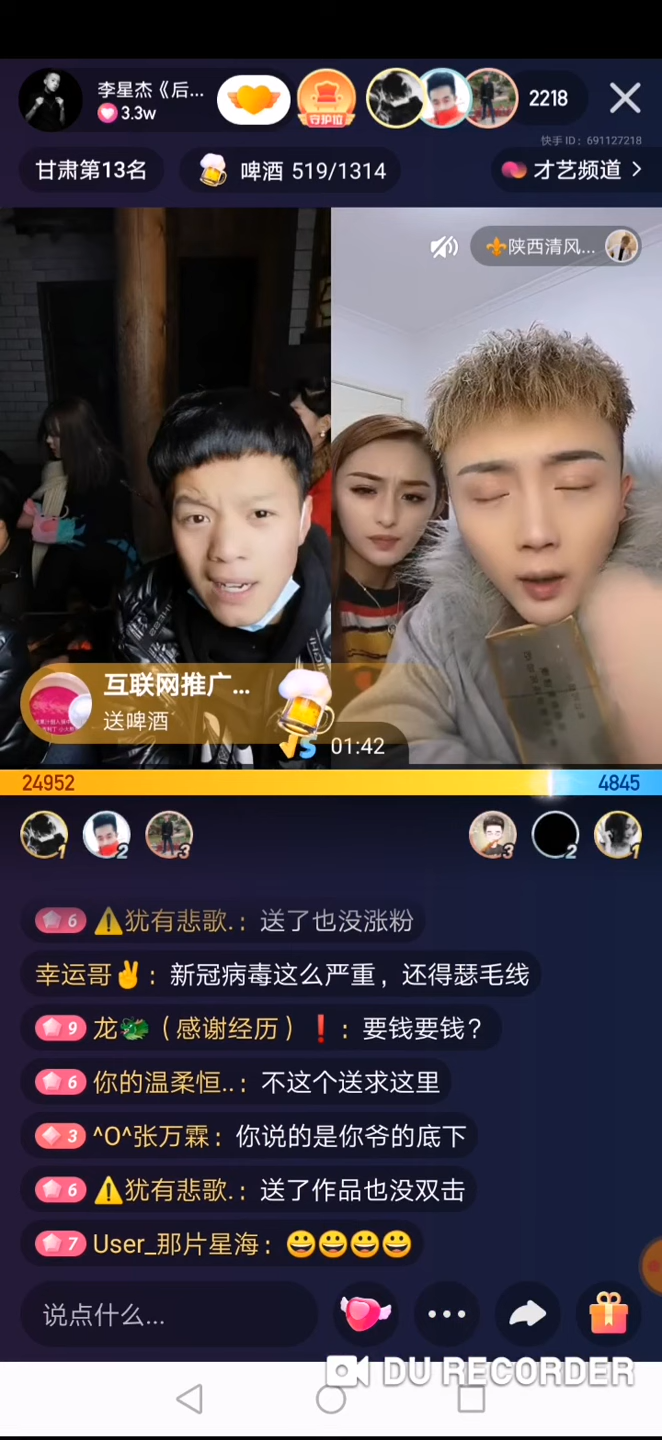 李星杰《后...
3.3w
守护位
2218
快手 ID：691127218
甘肃第13名
啤酒 519/1314
才艺频道
⚜陕西清风...
互联网推广...
送啤酒
01:42
24952
4845
1
2
3
3
2
1
6 ⚠️犹有悲歌.：送了也没涨粉
幸运哥✌：新冠病毒这么严重，还得瑟毛线
9 龙🐉（感谢经历）❗：要钱要钱？
6 你的温柔恒..：不这个送求这里
3 ^O^张万霖：你说的是你爷的底下
6 ⚠️犹有悲歌.：送了作品也没双击
7 User_那片星海：😀😀😀😀
说点什么...
DU RECORDER